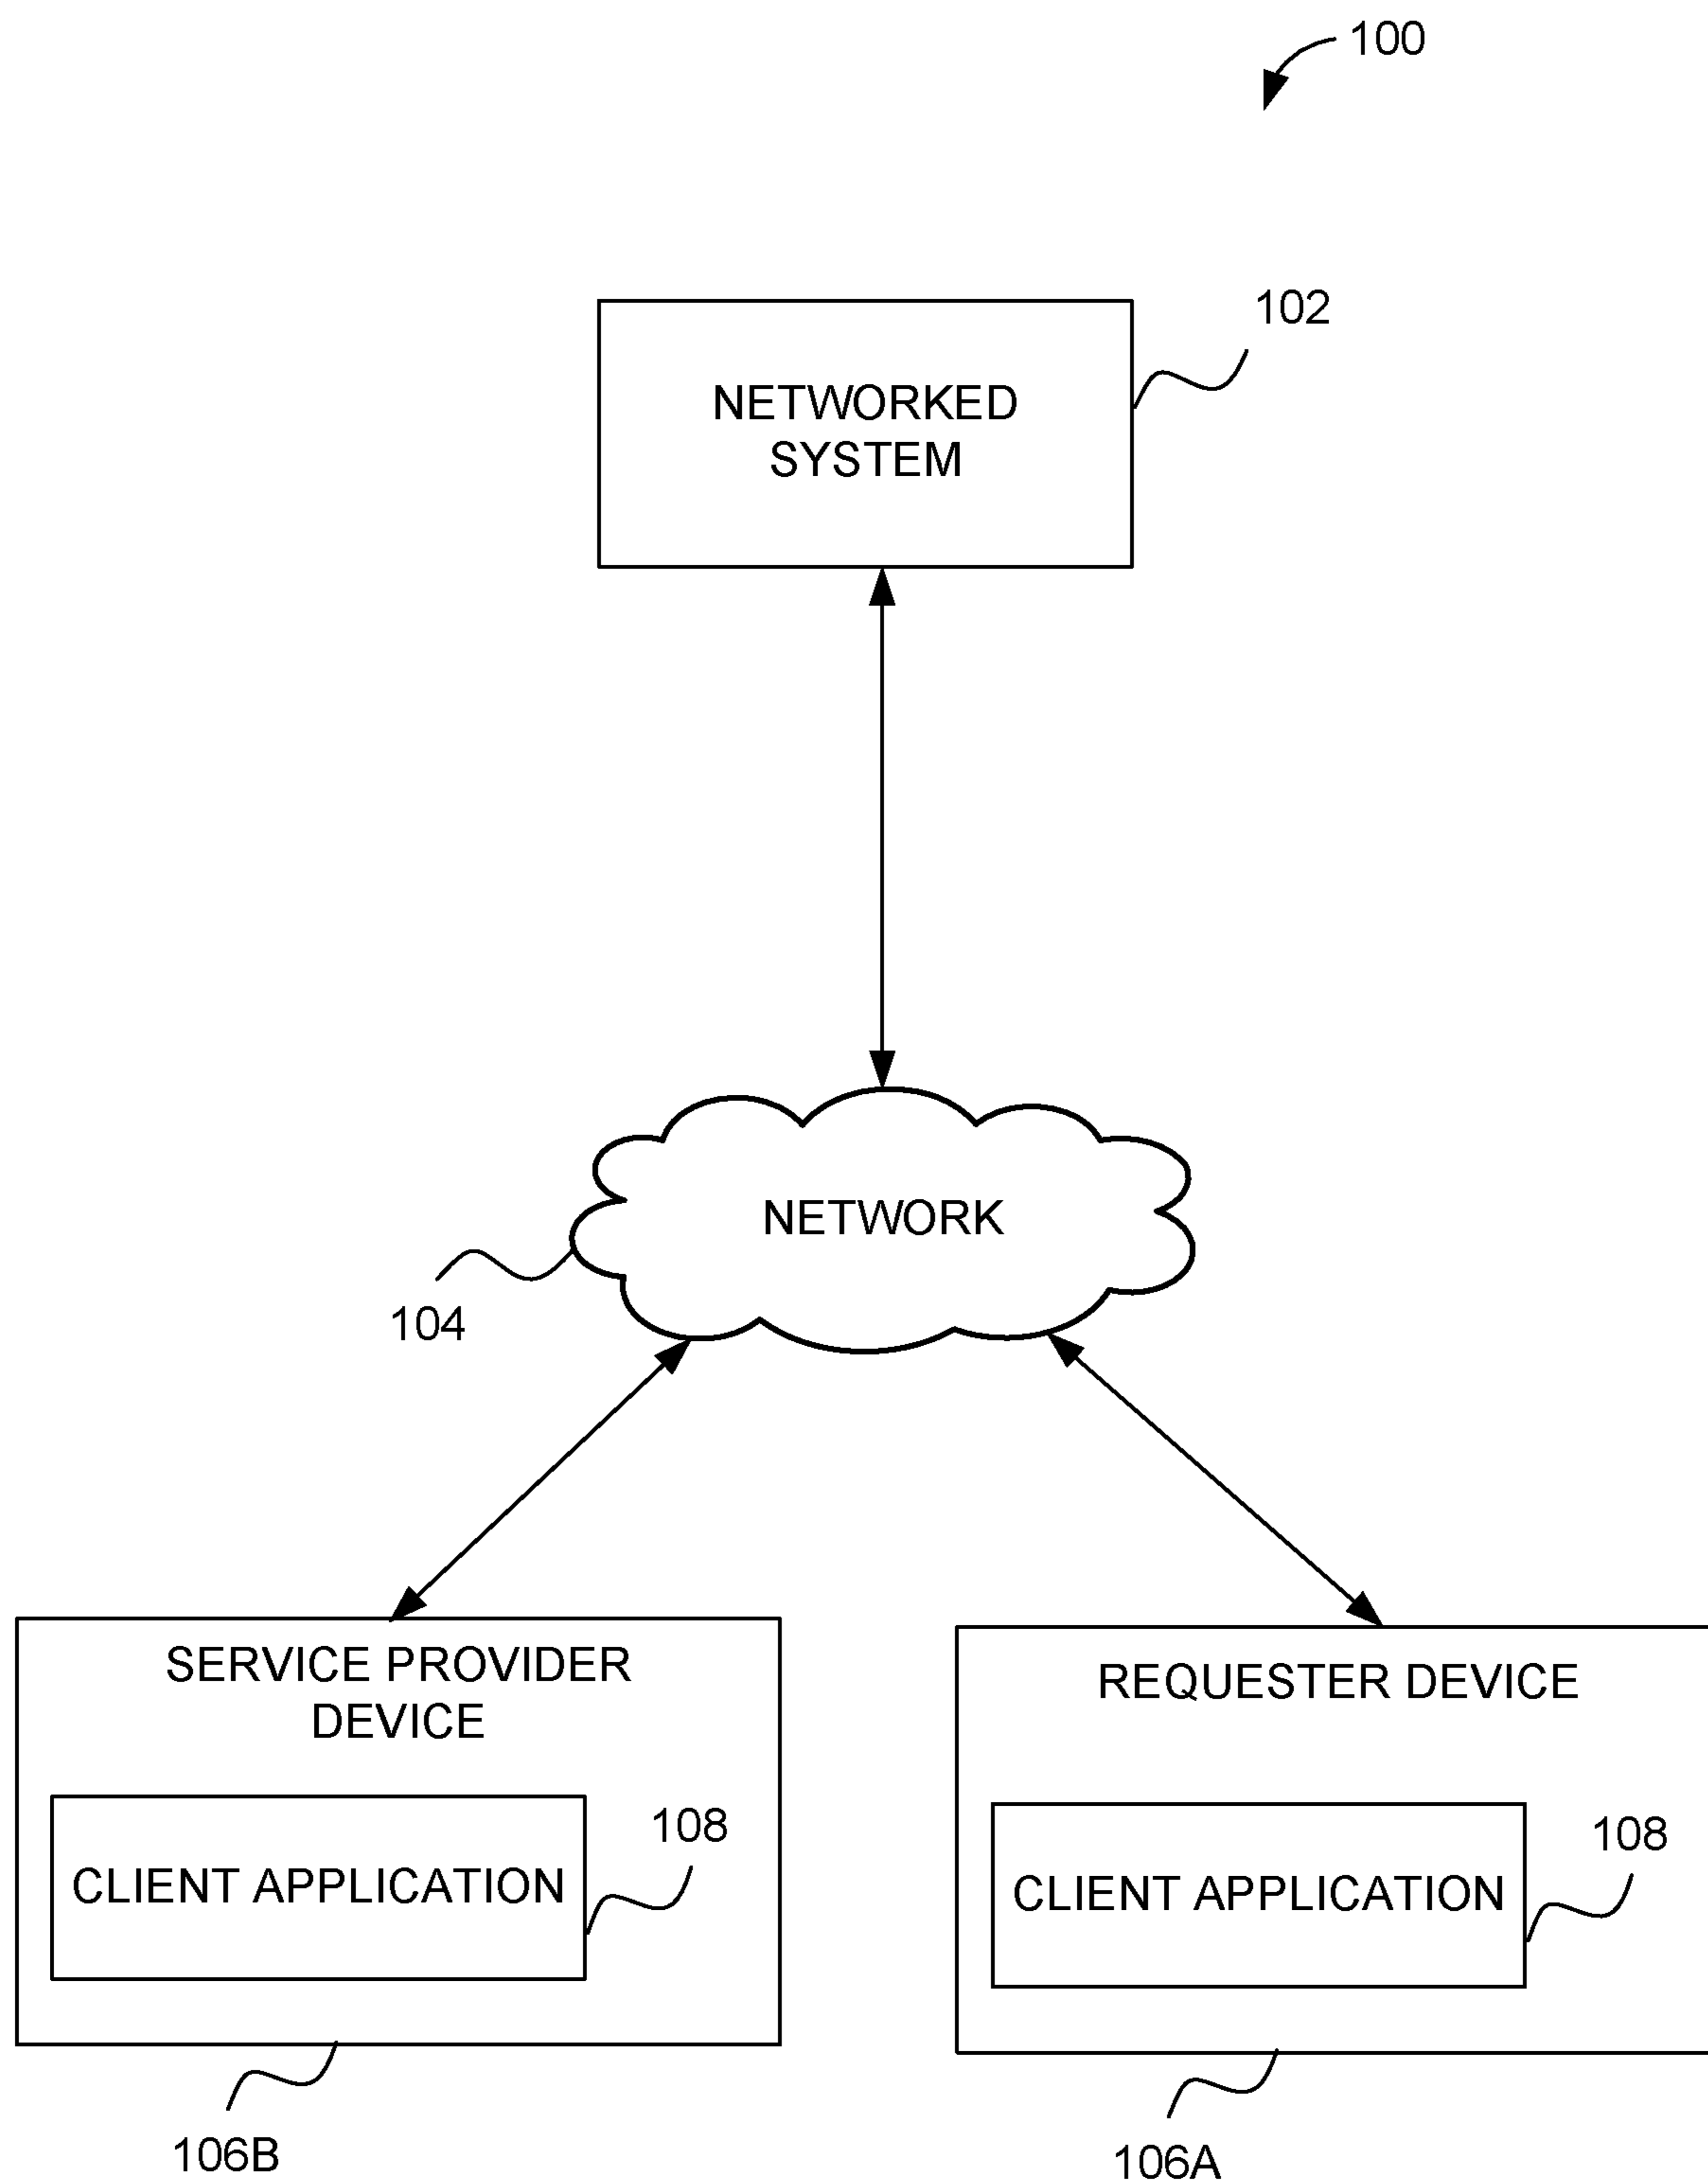 100
102
NETWORKED
SYSTEM
NETWORK
104
SERVICE PROVIDER
DEVICE
CLIENT APPLICATION
108
106B
REQUESTER DEVICE
CLIENT APPLICATION
108
106A